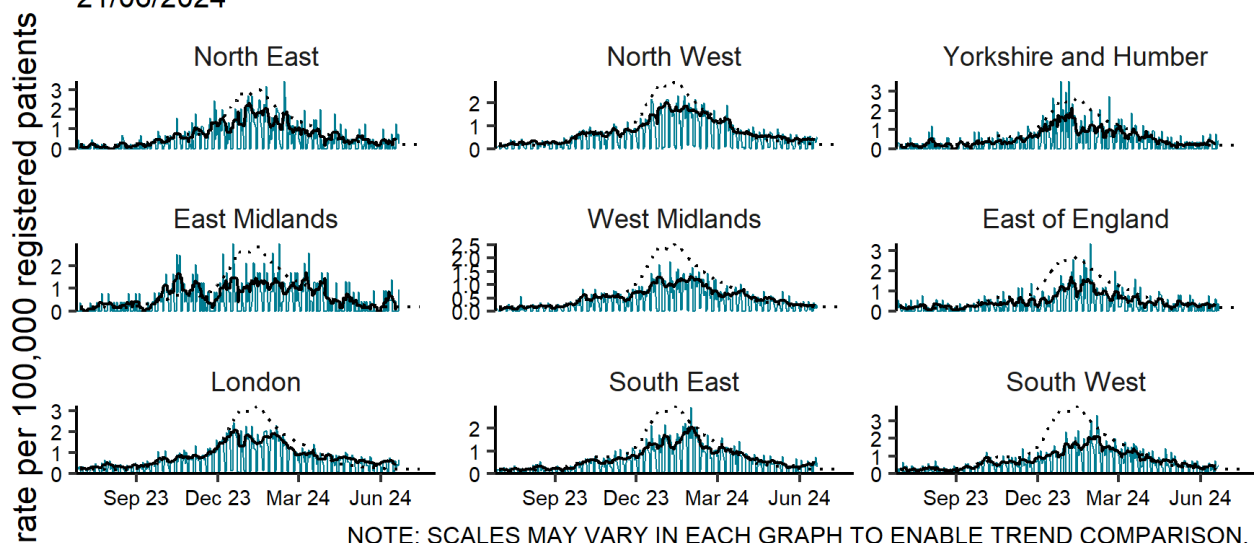 21/06/2024
rate per 100,000 registered patients
North East
North West
Yorkshire and Humber
3
2
1
0
2
1
0
3
2
1
0
East Midlands
West Midlands
East of England
2
1
0
2.5
2.0
1.5
1.0
0.5
0.0
3
2
1
0
London
South East
South West
3
2
1
0
2
1
0
3
2
1
0
Sep 23 Dec 23 Mar 24 Jun 24
Sep 23 Dec 23 Mar 24 Jun 24
Sep 23 Dec 23 Mar 24 Jun 24
NOTE: SCALES MAY VARY IN EACH GRAPH TO ENABLE TREND COMPARISON.